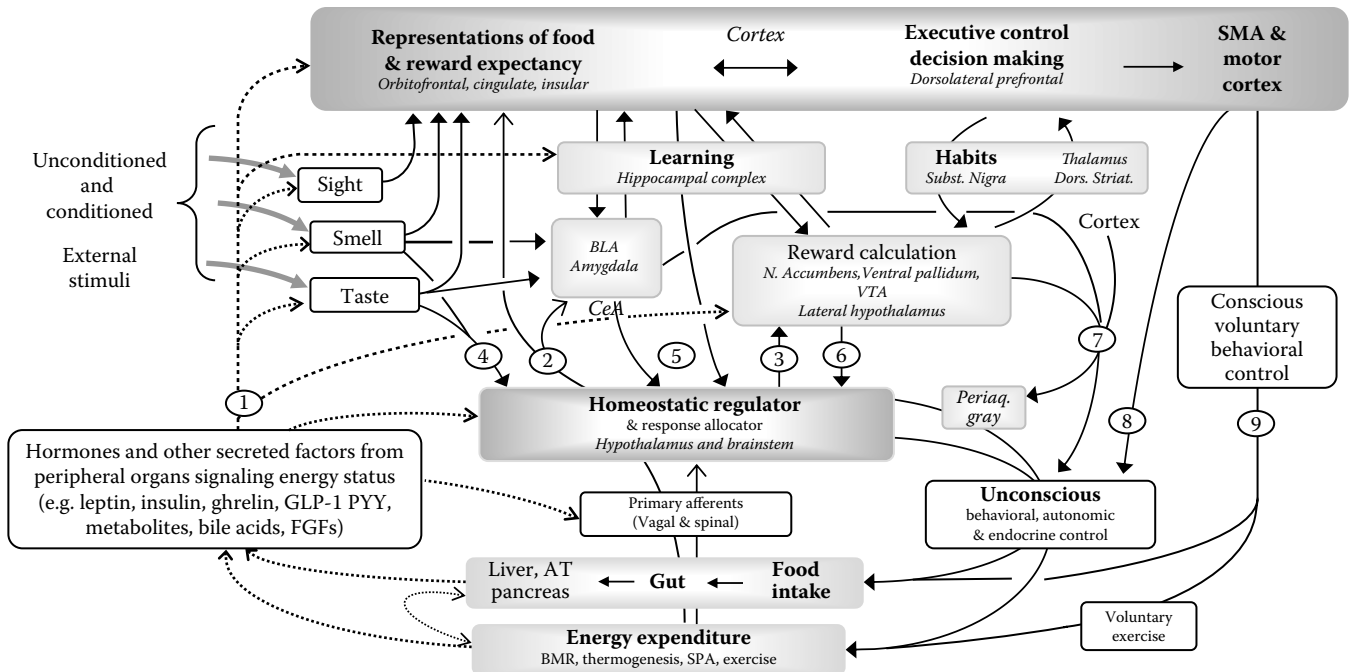 Representations of food
& reward expectancy
Orbitofrontal, cingulate, insular
Cortex
Executive control
decision making
Dorsolateral prefrontal
SMA &
motor
cortex
Unconditioned
and
conditioned
External
stimuli
Sight
Smell
Taste
Learning
Hippocampal complex
Habits
Subst. Nigra
Thalamus
Dors. Striat.
BLA
Amygdala
CeA
Reward calculation
N. Accumbens,Ventral pallidum,
VTA
Lateral hypothalamus
Cortex
Conscious
voluntary
behavioral
control
1
4
2
5
3
6
7
8
9
Homeostatic regulator
& response allocator
Hypothalamus and brainstem
Periaq.
gray
Hormones and other secreted factors from
peripheral organs signaling energy status
(e.g. leptin, insulin, ghrelin, GLP-1 PYY,
metabolites, bile acids, FGFs)
Primary afferents
(Vagal & spinal)
Unconscious
behavioral, autonomic
& endocrine control
Liver, AT
pancreas
Gut
Food
intake
Energy expenditure
BMR, thermogenesis, SPA, exercise
Voluntary
exercise